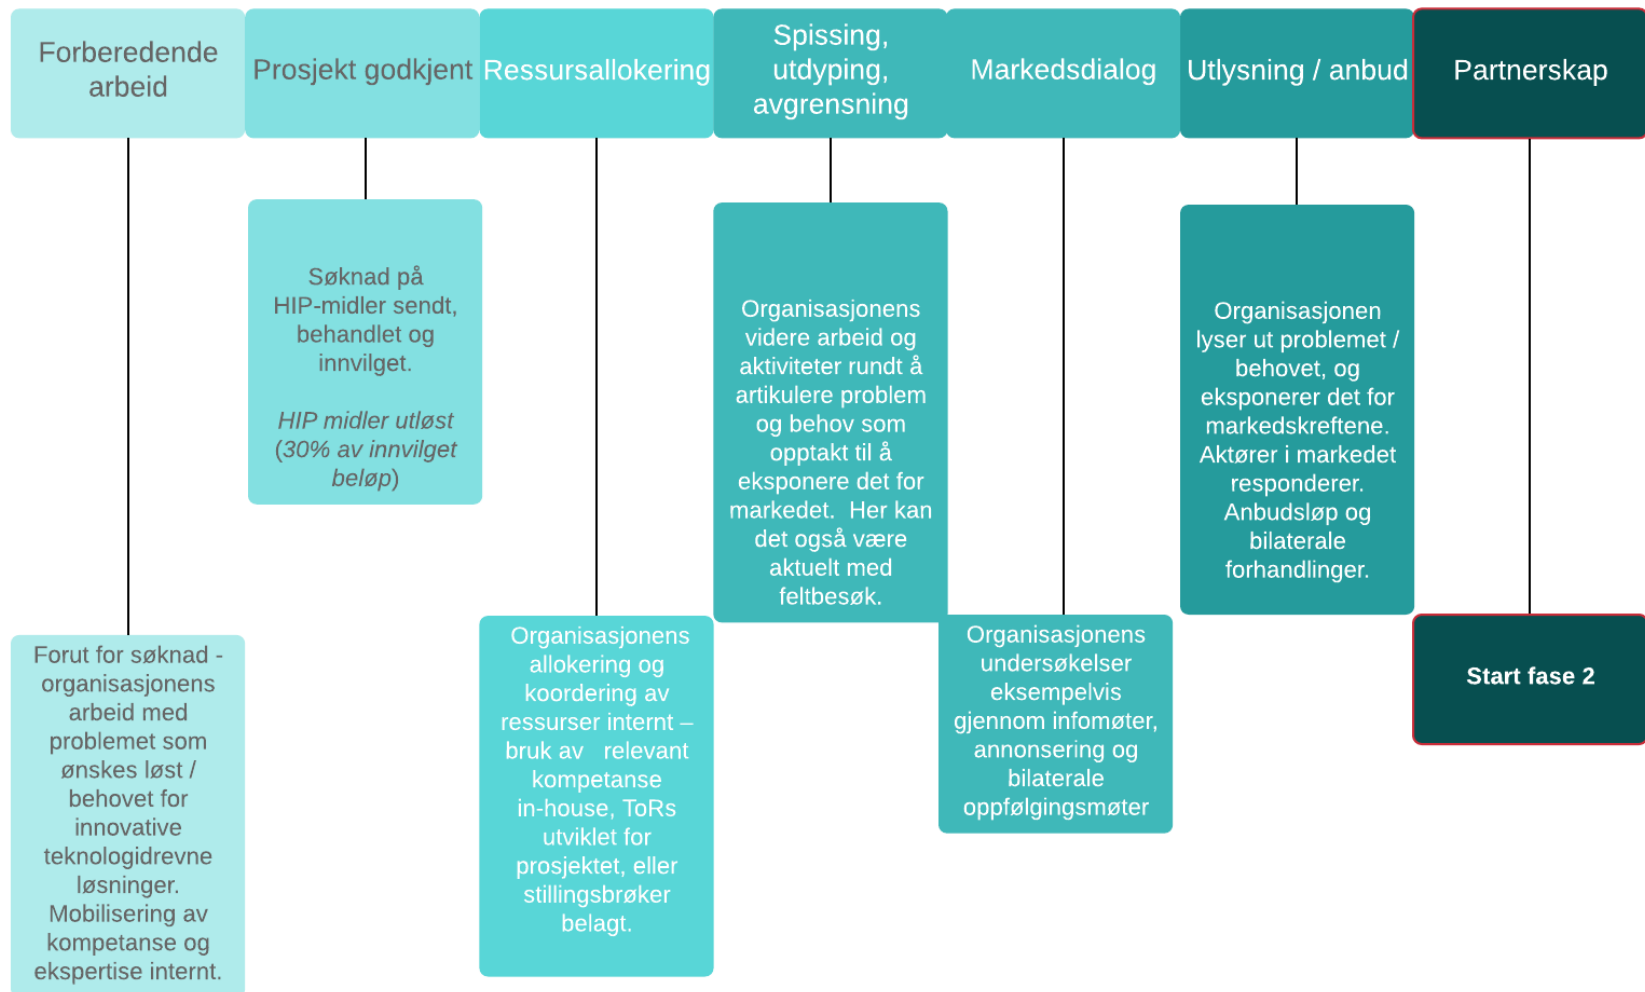 Forberedende
arbeid
Prosjekt godkjent
Ressursallokering
Spissing,
utdyping,
avgrensning
Markedsdialog
Utlysning / anbud
Partnerskap
Forut for søknad -
organisasjonens
arbeid med
problemet som
ønskes løst /
behovet for
innovative
teknologidrevne
løsninger.
Mobilisering av
kompetanse og
ekspertise internt.
Søknad på
HIP-midler sendt,
behandlet og
innvilget.
HIP midler utløst
(30% av innvilget
beløp)
Organisasjonens
allokering og
koordering av
ressurser internt –
bruk av   relevant
kompetanse
in-house, ToRs
utviklet for
prosjektet, eller
stillingsbrøker
belagt.
Organisasjonens
videre arbeid og
aktiviteter rundt å
artikulere problem
og behov som
opptakt til å
eksponere det for
markedet.  Her kan
det også være
aktuelt med
feltbesøk.
Organisasjonens
undersøkelser
eksempelvis
gjennom infomøter,
annonsering og
bilaterale
oppfølgingsmøter
Organisasjonen
lyser ut problemet /
behovet, og
eksponerer det for
markedskreftene.
Aktører i markedet
responderer.
Anbudsløp og
bilaterale
forhandlinger.
Start fase 2